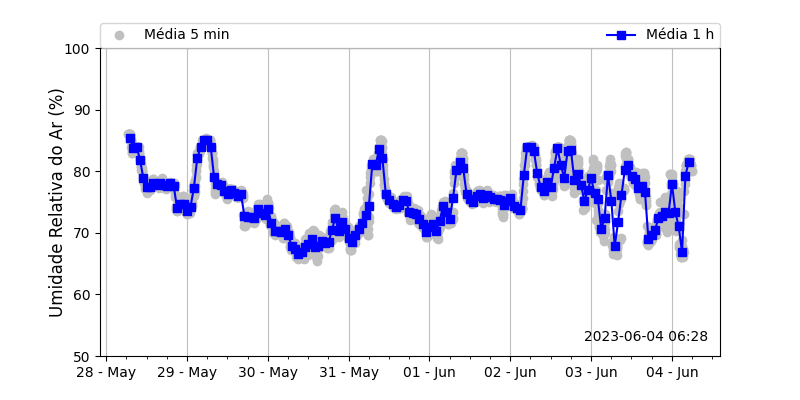 Média 5 min
Média 1 h
Umidade Relativa do Ar (%)
100
90
80
70
60
50
2023-06-04 06:28
28 - May
29 - May
30 - May
31 - May
01 - Jun
02 - Jun
03 - Jun
04 - Jun